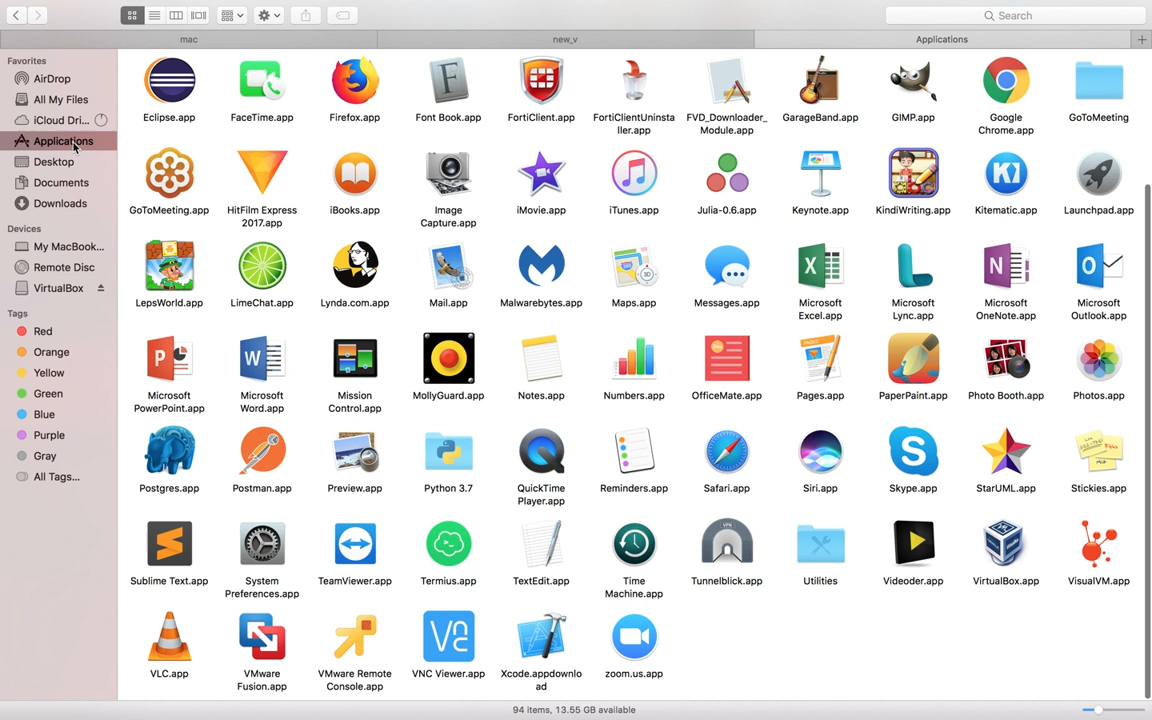 Search
mac
new_v
Applications
Favorites
AirDrop
All My Files
iCloud Dri...
Applications
Desktop
Documents
Downloads
Devices
My MacBook...
Remote Disc
VirtualBox
Tags
Red
Orange
Yellow
Green
Blue
Purple
Gray
All Tags...
Eclipse.app
FaceTime.app
Firefox.app
Font Book.app
FortiClient.app
FortiClientUninsta
ller.app
FVD_Downloader_
Module.app
GarageBand.app
GIMP.app
Google
Chrome.app
GoToMeeting
GoToMeeting.app
HitFilm Express
2017.app
iBooks.app
Image
Capture.app
iMovie.app
iTunes.app
Julia-0.6.app
Keynote.app
KindiWriting.app
Kitematic.app
Launchpad.app
LepsWorld.app
LimeChat.app
Lynda.com.app
Mail.app
Malwarebytes.app
Maps.app
Messages.app
Microsoft
Excel.app
Microsoft
Lync.app
Microsoft
OneNote.app
Microsoft
Outlook.app
Microsoft
PowerPoint.app
Microsoft
Word.app
Mission
Control.app
MollyGuard.app
Notes.app
Numbers.app
OfficeMate.app
Pages.app
PaperPaint.app
Photo Booth.app
Photos.app
Postgres.app
Postman.app
Preview.app
Python 3.7
QuickTime
Player.app
Reminders.app
Safari.app
Siri.app
Skype.app
StarUML.app
Stickies.app
Sublime Text.app
System
Preferences.app
TeamViewer.app
Termius.app
TextEdit.app
Time
Machine.app
Tunnelblick.app
Utilities
Videoder.app
VirtualBox.app
VisualVM.app
VLC.app
VMware
Fusion.app
VMware Remote
Console.app
VNC Viewer.app
Xcode.appdownlo
ad
zoom.us.app
94 items, 13.55 GB available